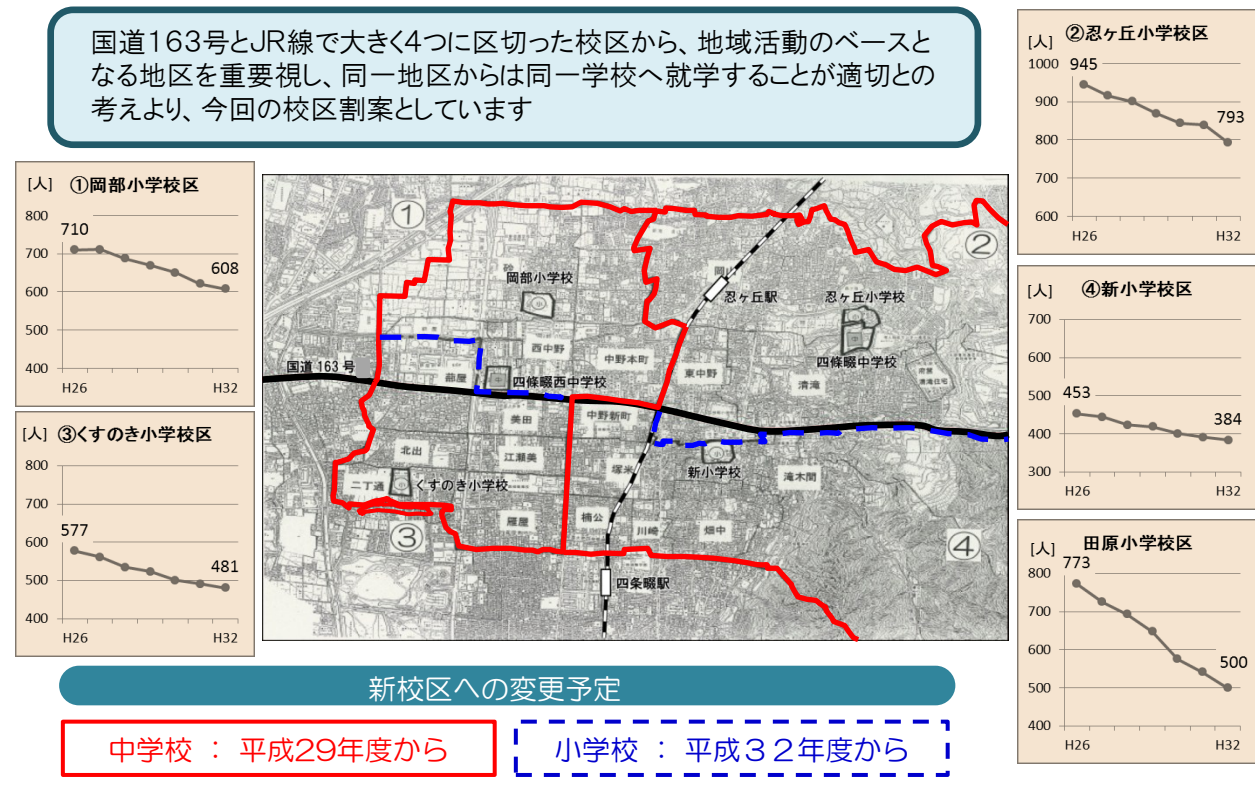 国道163号とJR線で大きく4つに区切った校区から、地域活動のベースと
なる地区を重要視し、同一地区からは同一学校へ就学することが適切との
考えより、今回の校区割案としています
[人] ①岡部小学校区
800
710
700
608
600
500
400
H26 H32
[人] ③くすのき小学校区
800
700
577
600
481
500
400
H26 H32
①
②
砂
岡山
岡部小学校
忍ヶ丘駅
忍ヶ丘小学校
西中野
中野本町
東中野
四條畷中学校
清滝
国道163号
蔀屋
中
四條畷西中学校
美田
中野新町
北出
江瀬美
塚米
新小学校
滝木間
二丁通
くすのき小学校
雁屋
楠公
川崎
畑中
③
④
四条畷駅
[人] ②忍ヶ丘小学校区
1000
945
900
793
800
700
600
H26 H32
[人] ④新小学校区
700
600
500
453
384
400
300
H26 H32
[人] 田原小学校区
773
800
700
600
500
500
400
H26 H32
新校区への変更予定
中学校 : 平成29年度から
小学校 : 平成32年度から